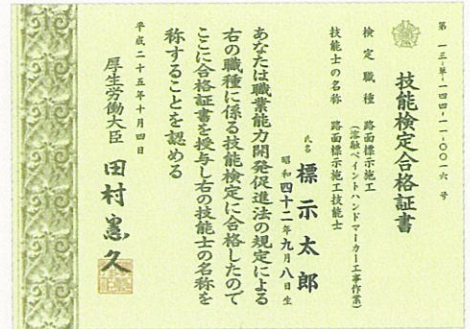 第一三-単-一四四-一一-〇〇一六号
技能検定合格証書
検定職種 路面標示施工
(溶融ペイントハンドマーカー工事作業)
技能士の名称 路面標示施工技能士
氏名 標示太郎
昭和四十二年九月八日生
あなたは職業能力開発促進法の規定による
右の職種に係る技能検定に合格したので
ここに合格証書を授与し右の技能士の名称を
称することを認める
平成二十五年十月四日
厚生労働大臣 田村憲久